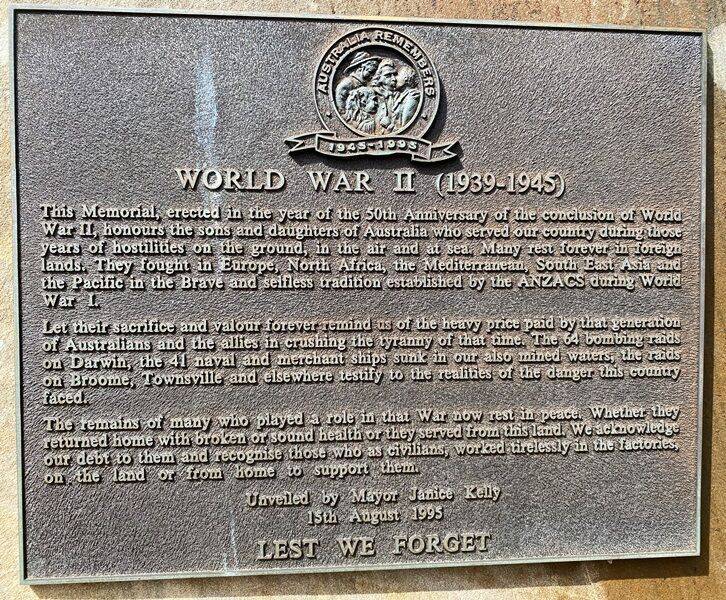 AUSTRALIA REMEMBERS
1945-1995
WORLD WAR II (1939-1945)
This Memorial, erected in the year of the 50th Anniversary of the conclusion of World
War II, honours the sons and daughters of Australia who served our country during those
years of hostilities on the ground, in the air and at sea. Many rest forever in foreign
lands. They fought in Europe, North Africa, the Mediterranean, South East Asia and
the Pacific in the Brave and selfless tradition established by the ANZACS during World
War I.
Let their sacrifice and valour forever remind us of the heavy price paid by that generation
of Australians and the allies in crushing the tyranny of that time. The 64 bombing raids
on Darwin, the 41 naval and merchant ships sunk in our also mined waters, the raids
on Broome, Townsville and elsewhere testify to the realities of the danger this country
faced.
The remains of many who played a role in that War now rest in peace. Whether they
returned home with broken or sound health or they served from this land. We acknowledge
our debt to them and recognise those who as civilians, worked tirelessly in the factories,
on the land or from home to support them.
Unveiled by Mayor Janice Kelly
15th August 1995
LEST WE FORGET